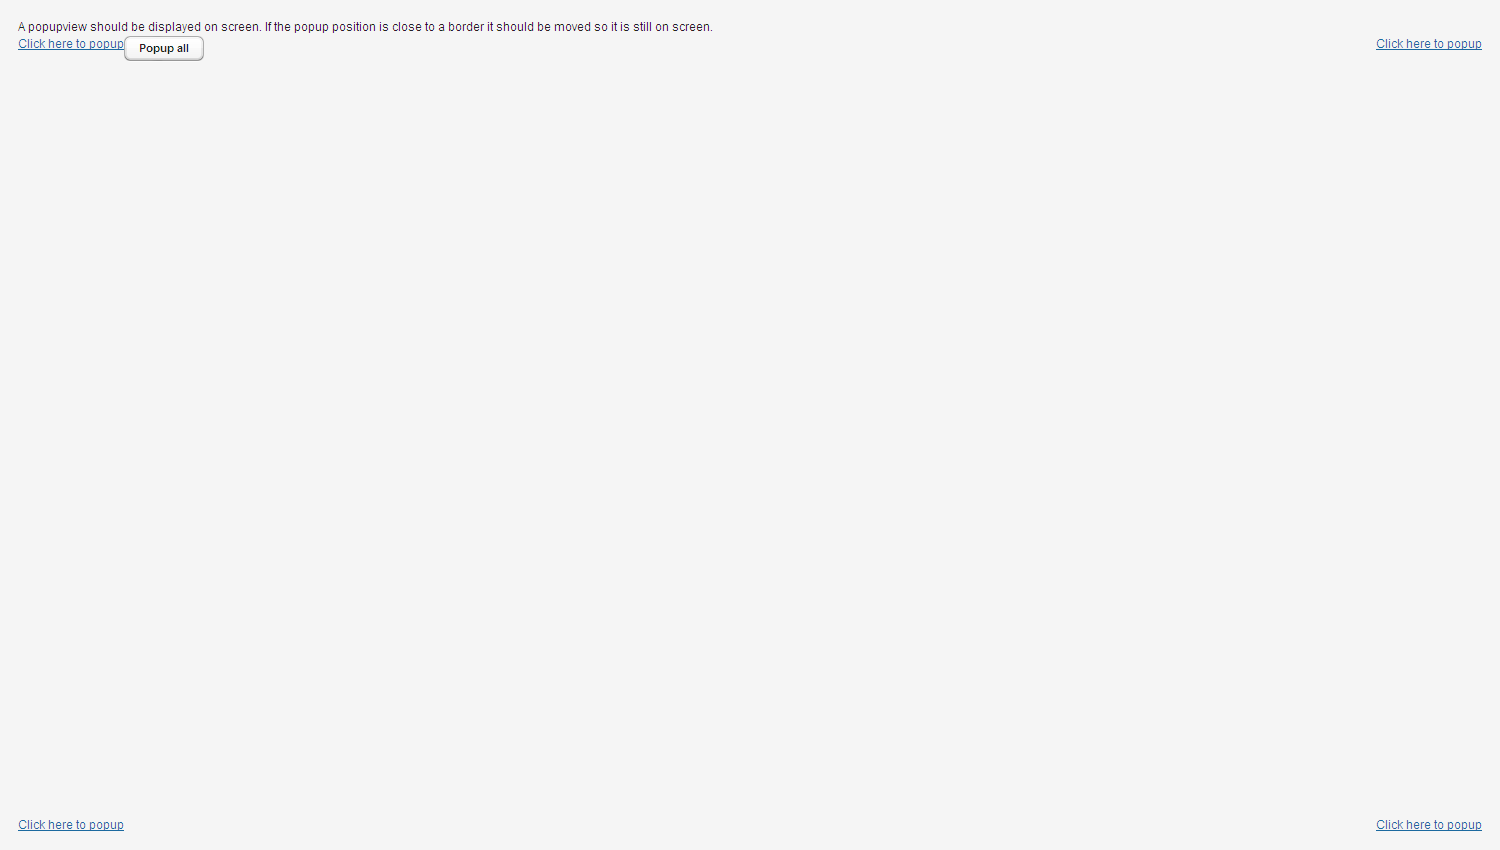 A popupview should be displayed on screen. If the popup position is close to a border it should be moved so it is still on screen.
Click here to popup Popup all Click here to popup
Click here to popup Click here to popup